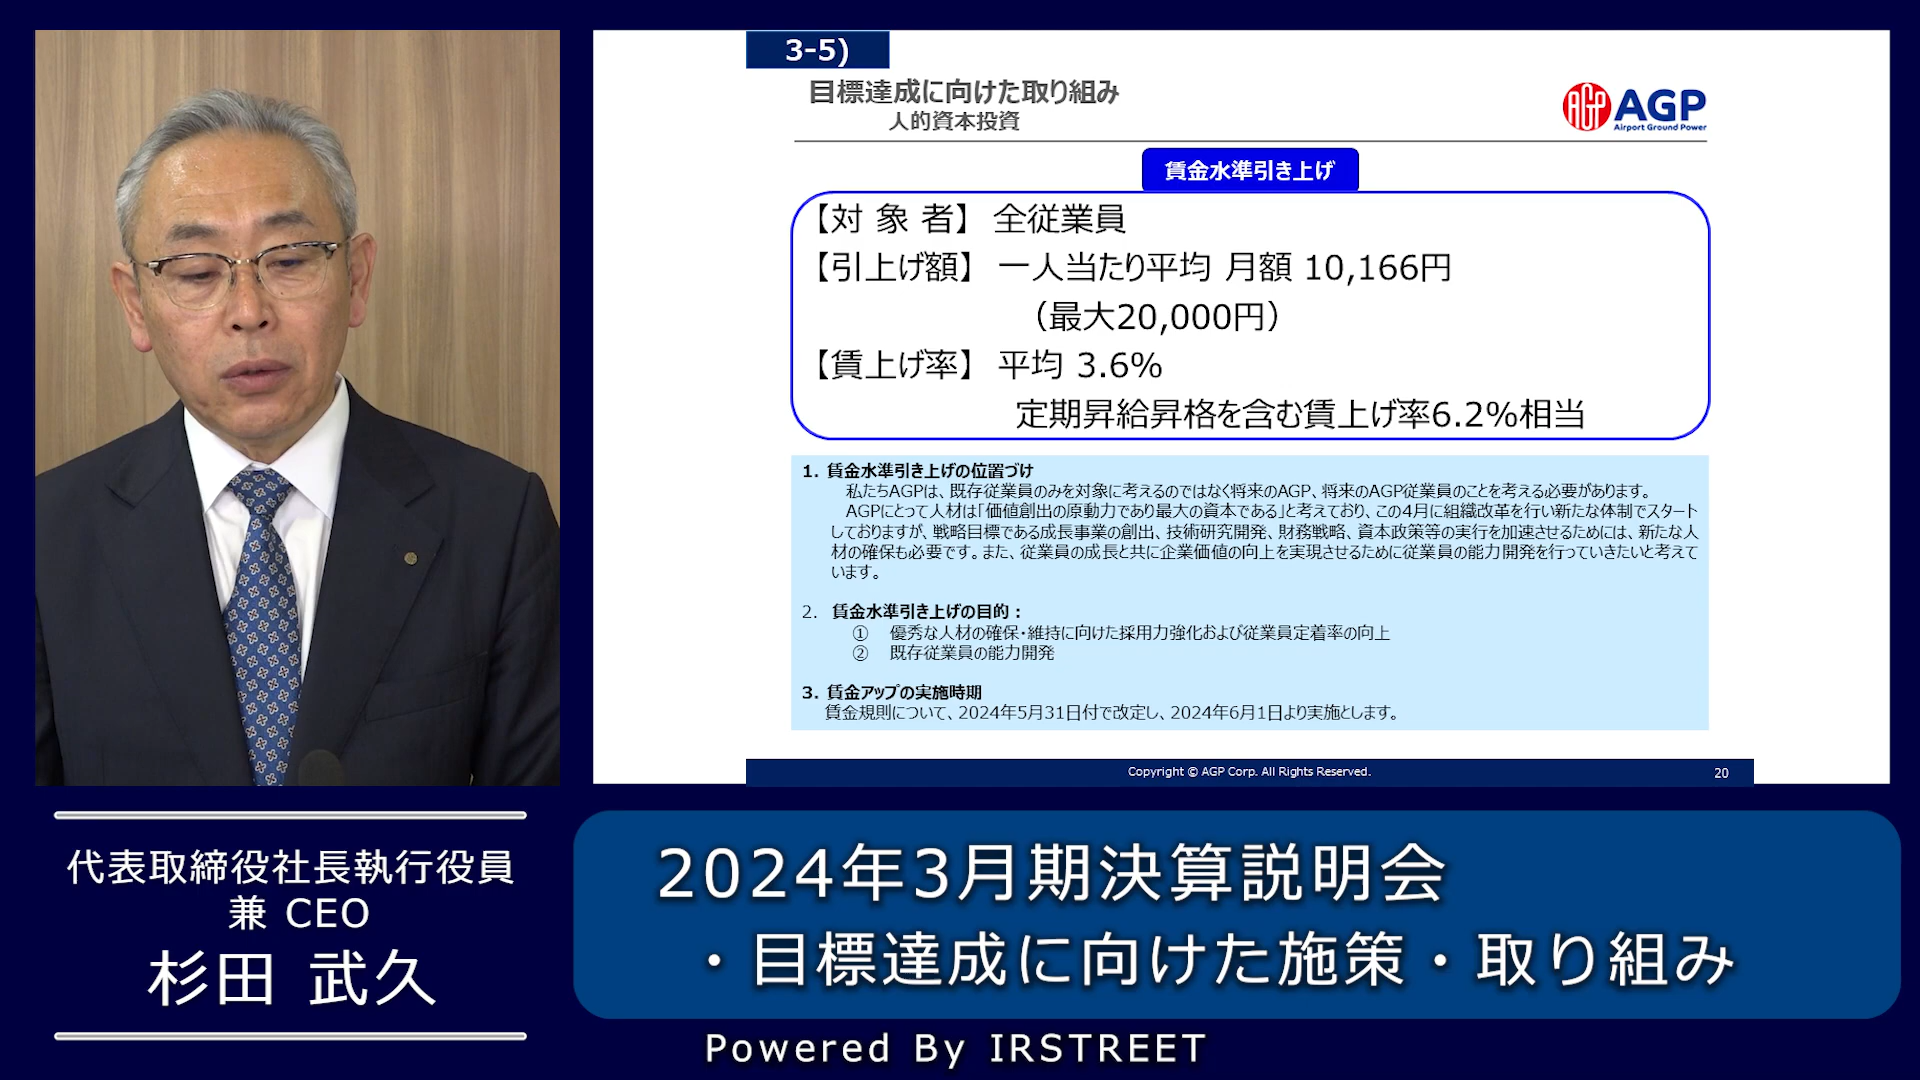 3-5)
目標達成に向けた取り組み
人的資本投資
AGP AGP
Airport Ground Power
賃金水準引き上げ
【対 象 者】 全従業員
【引上げ額】 一人当たり平均 月額 10,166円
（最大20,000円）
【賃上げ率】 平均 3.6%
定期昇給昇格を含む賃上げ率6.2%相当
1. 賃金水準引き上げの位置づけ
私たちAGPは、既存従業員のみを対象に考えるのではなく将来のAGP、将来のAGP従業員のことを考える必要があります。
AGPにとって人材は「価値創出の原動力であり最大の資本である」と考えており、この4月に組織改革を行い新たな体制でスタート
しておりますが、戦略目標である成長事業の創出、技術研究開発、財務戦略、資本政策等の実行を加速させるためには、新たな人
材の確保も必要です。また、従業員の成長と共に企業価値の向上を実現させるために従業員の能力開発を行っていきたいと考えて
います。
2. 賃金水準引き上げの目的：
① 優秀な人材の確保・維持に向けた採用力強化および従業員定着率の向上
② 既存従業員の能力開発
3. 賃金アップの実施時期
賃金規則について、2024年5月31日付で改定し、2024年6月1日より実施とします。
Copyright © AGP Corp. All Rights Reserved.
20
代表取締役社長執行役員
兼 CEO
杉田 武久
2024年3月期決算説明会
・目標達成に向けた施策・取り組み
Powered By IRSTREET